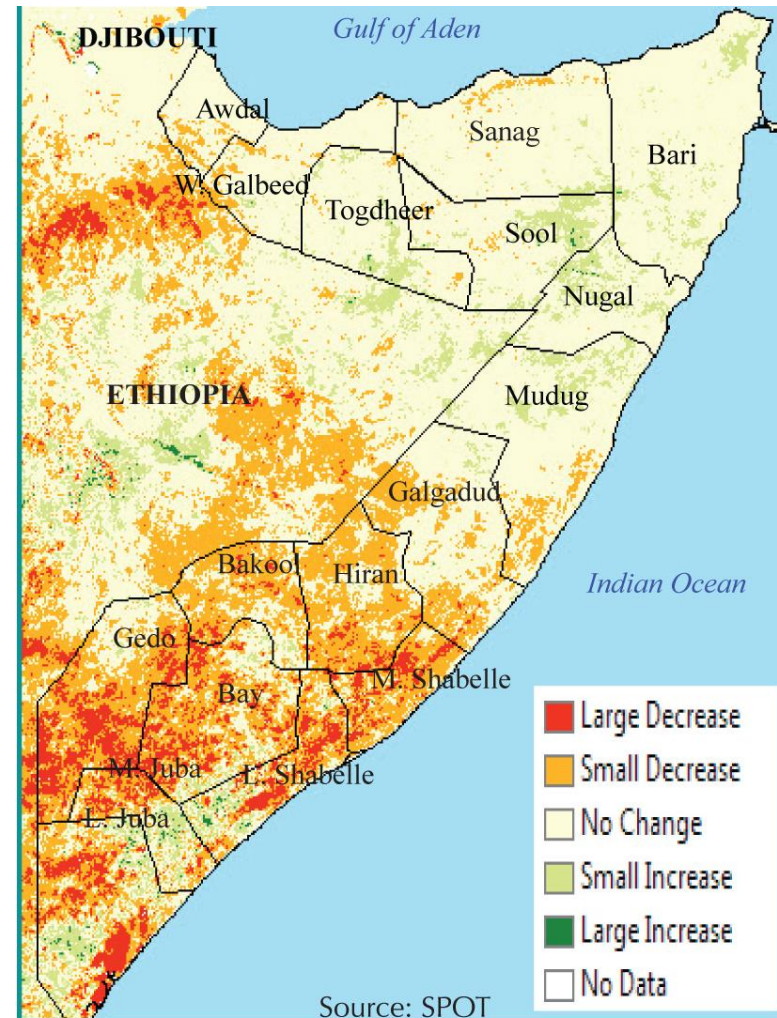 DJIBOUTI
Gulf of Aden
Awdal
Sanag
Bari
W. Galbeed
Togdheer
Sool
Nugal
ETHIOPIA
Mudug
Galgadud
Bakool
Hiran
Indian Ocean
Gedo
Bay
M. Shabelle
M. Juba
L. Shabelle
L. Juba
Large Decrease
Small Decrease
No Change
Small Increase
Large Increase
No Data
Source: SPOT